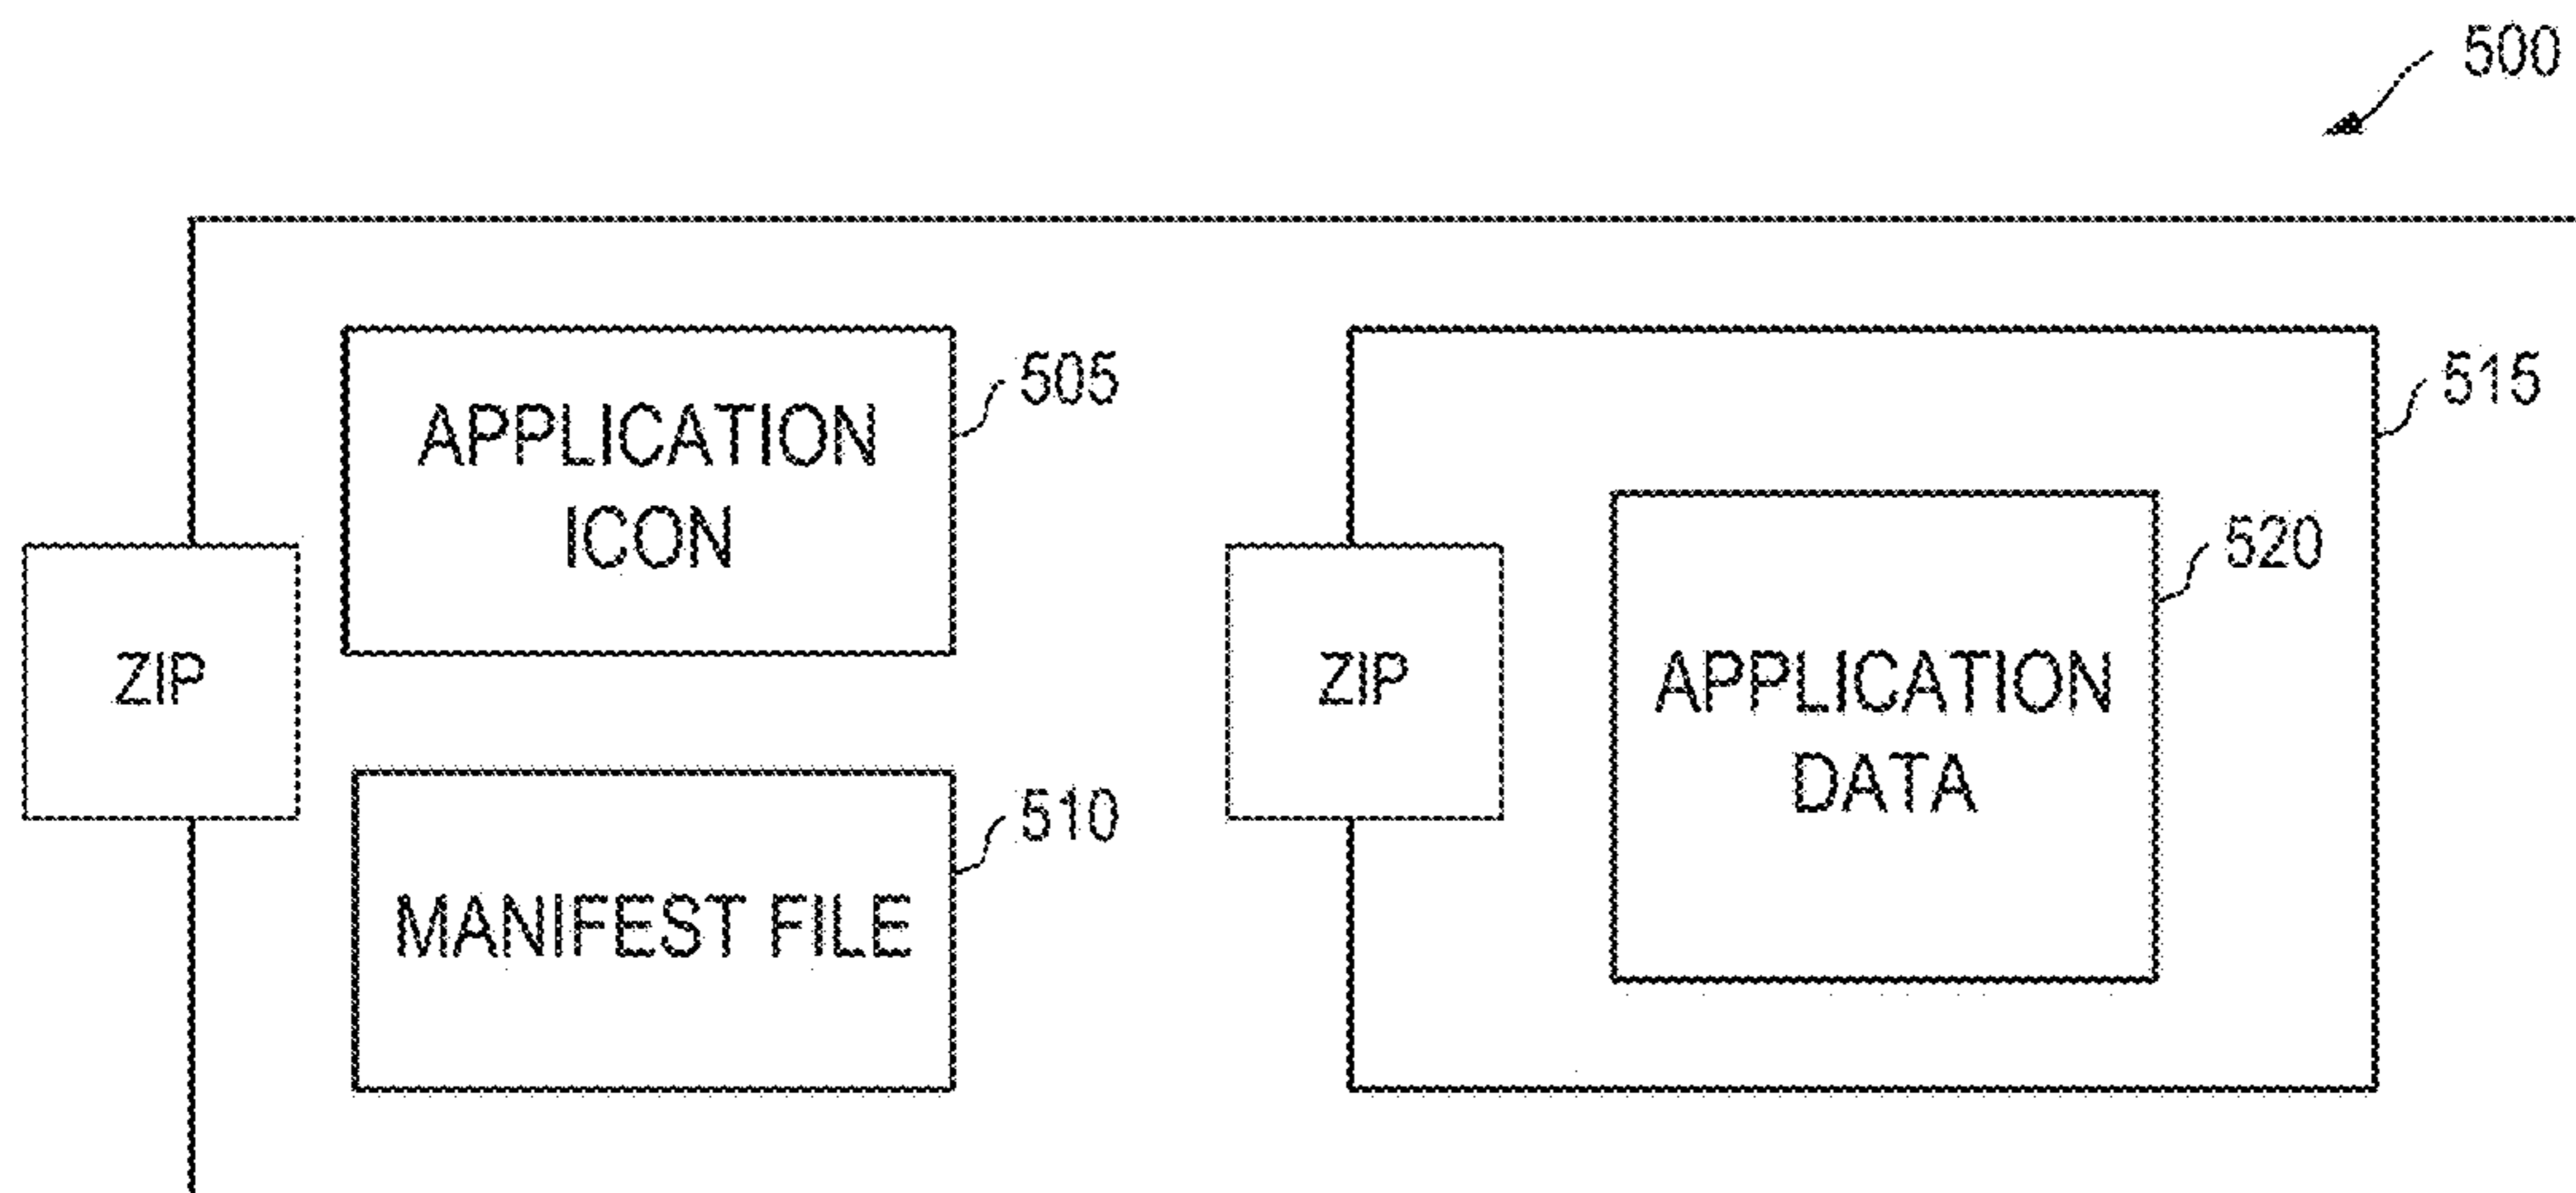 500
APPLICATION
ICON
505
515
ZIP
MANIFEST FILE
510
ZIP
APPLICATION
DATA
520